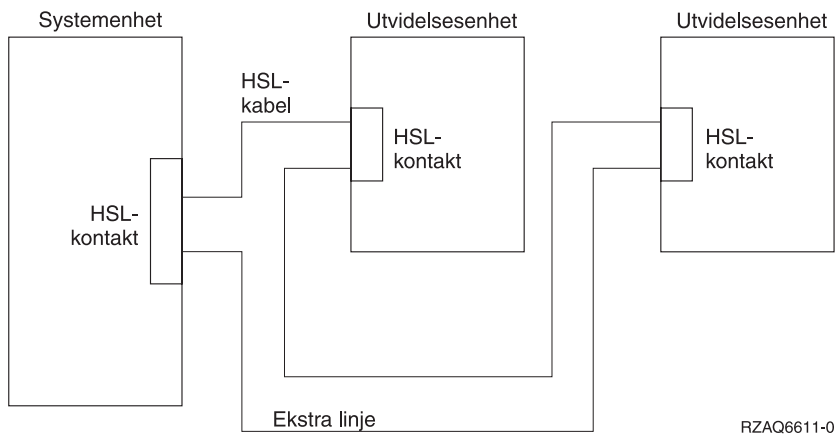 Systemenhet
Utvidelsesenhet
Utvidelsesenhet
HSL-
kabel
HSL-
kontakt
HSL-
kontakt
HSL-
kontakt
Ekstra linje
RZAQ6611-0